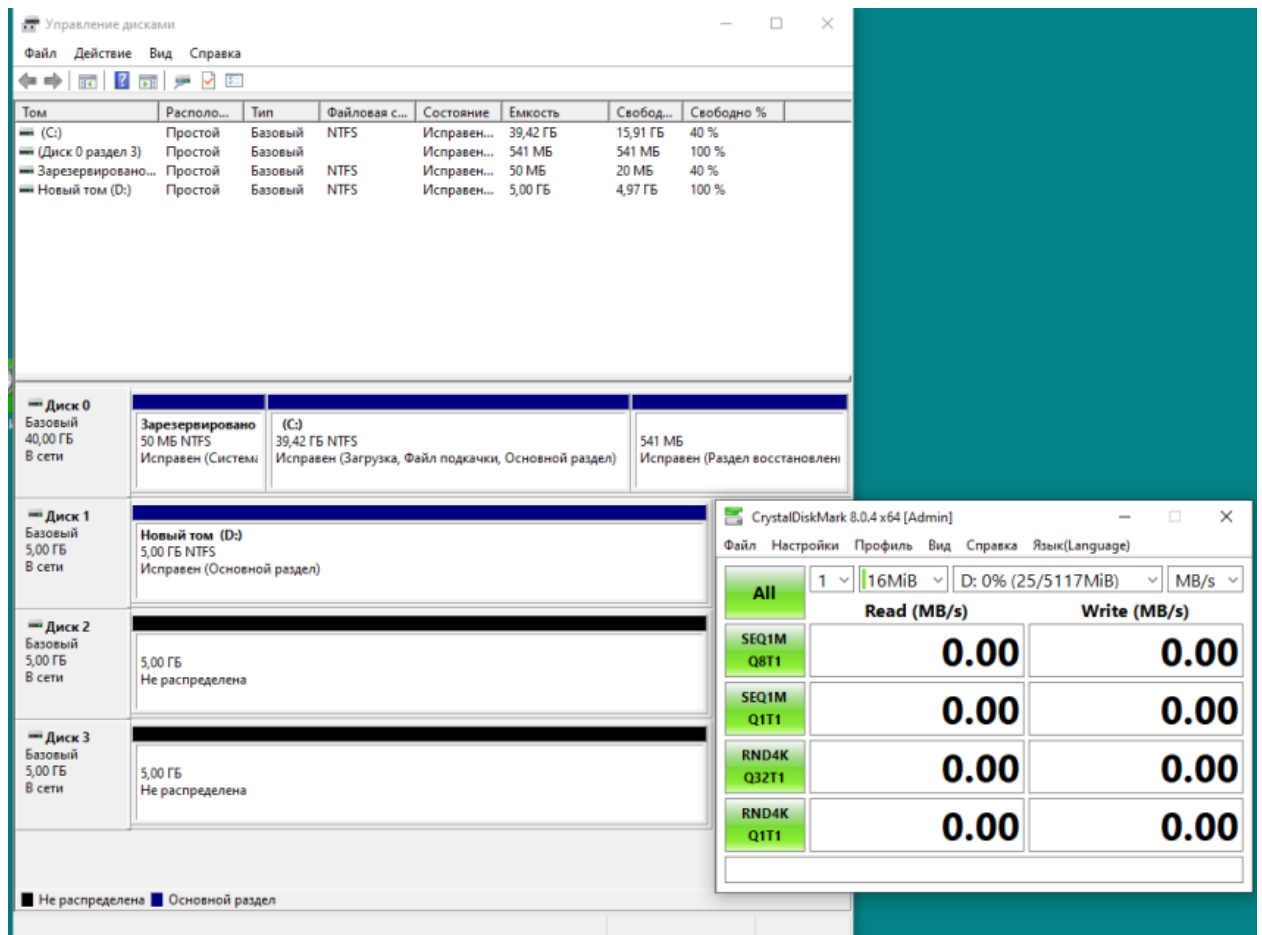 Управление дисками
Файл Действие Вид Справка
Том Располо... Тип Файловая с... Состояние Емкость Свобод... Свободно %
(C:) Простой Базовый NTFS Исправен... 39,42 ГБ 15,91 ГБ 40 %
(Диск 0 раздел 3) Простой Базовый Исправен... 541 МБ 541 МБ 100 %
Зарезервировано... Простой Базовый NTFS Исправен... 50 МБ 20 МБ 40 %
Новый том (D:) Простой Базовый NTFS Исправен... 5,00 ГБ 4,97 ГБ 100 %
Диск 0
Базовый
40,00 ГБ
В сети
Зарезервировано
50 МБ NTFS
Исправен (Система
(C:)
39,42 ГБ NTFS
Исправен (Загрузка, Файл подкачки, Основной раздел)
541 МБ
Исправен (Раздел восстановлени
Диск 1
Базовый
5,00 ГБ
В сети
Новый том (D:)
5,00 ГБ NTFS
Исправен (Основной раздел)
Диск 2
Базовый
5,00 ГБ
В сети
5,00 ГБ
Не распределена
Диск 3
Базовый
5,00 ГБ
В сети
5,00 ГБ
Не распределена
Не распределена Основной раздел
CrystalDiskMark 8.0.4 x64 [Admin]
Файл Настройки Профиль Вид Справка Язык(Language)
All 1 16MiB D: 0% (25/5117MiB) MB/s
Read (MB/s) Write (MB/s)
SEQ1M
Q8T1
0.00 0.00
SEQ1M
Q1T1
0.00 0.00
RND4K
Q32T1
0.00 0.00
RND4K
Q1T1
0.00 0.00